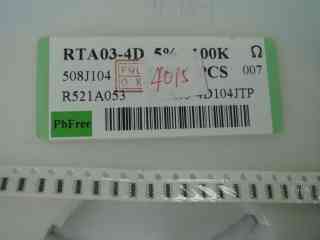 RTA03-4D 5% 100K Ω
508J104 PCS 007
4015
R521A053 4D104JTP
PbFree